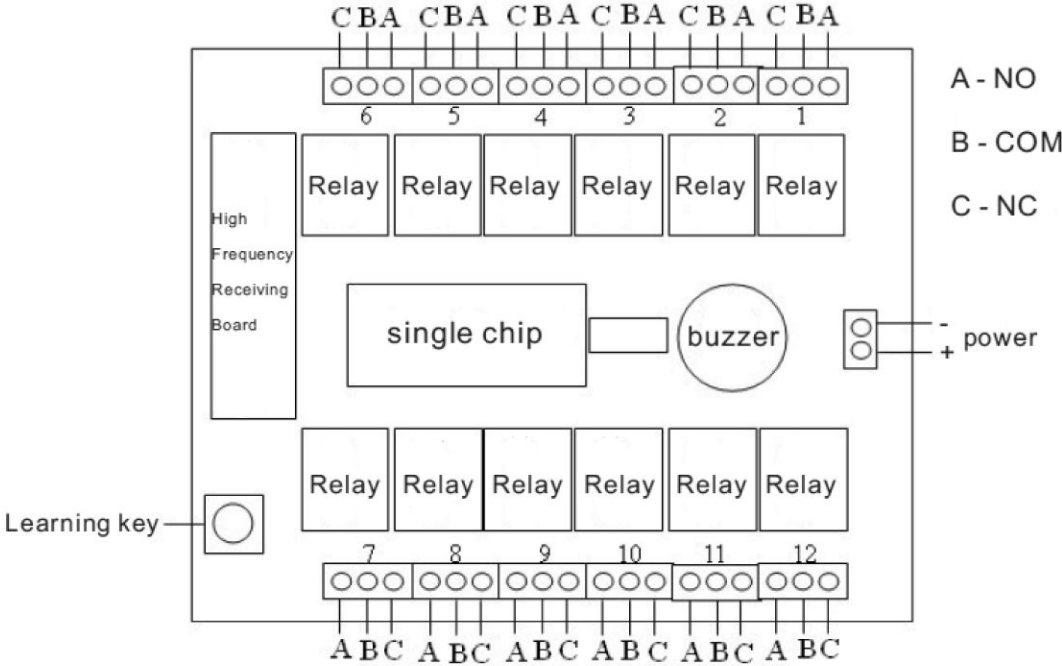 C B A C B A C B A C B A C B A C B A
6 5 4 3 2 1
A - NO
B - COM
C - NC
Relay Relay Relay Relay Relay Relay
High
Frequency
Receiving
Board
single chip
buzzer
-
+
power
Relay Relay Relay Relay Relay Relay
Learning key
7 8 9 10 11 12
A B C A B C A B C A B C A B C A B C